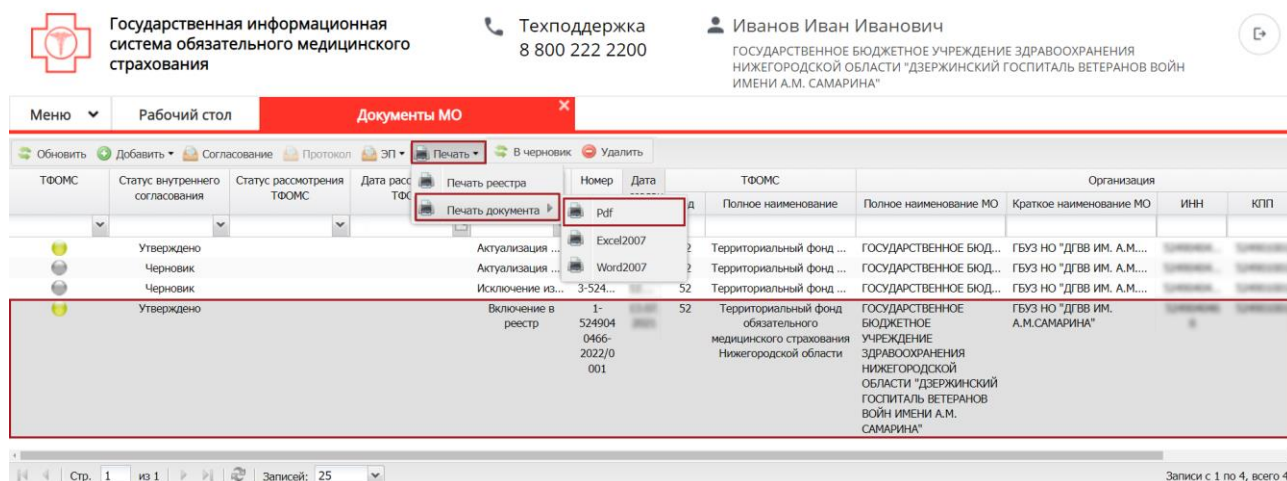 Государственная информационная
система обязательного медицинского
страхования
Техподдержка
8 800 222 2200
Иванов Иван Иванович
ГОСУДАРСТВЕННОЕ БЮДЖЕТНОЕ УЧРЕЖДЕНИЕ ЗДРАВООХРАНЕНИЯ
НИЖЕГОРОДСКОЙ ОБЛАСТИ "ДЗЕРЖИНСКИЙ ГОСПИТАЛЬ ВЕТЕРАНОВ ВОЙН
ИМЕНИ А.М. САМАРИНА"
Меню Рабочий стол Документы МО
Обновить Добавить Согласование Протокол ЭП Печать В черновик Удалить
ТФОМС Статус внутреннего Статус рассмотрения Дата расс Печать реестра Номер Дата ТФОМС Организация
согласования ТФОМС ТФО Печать документа Полное наименование Полное наименование МО Краткое наименование МО ИНН КПП
Pdf
Excel2007
Word2007
Утверждено Актуализация ... 2 Территориальный фонд ... ГОСУДАРСТВЕННОЕ БЮД... ГБУЗ НО "ДГВВ ИМ. А.М....
Черновик Актуализация ... 2 Территориальный фонд ... ГОСУДАРСТВЕННОЕ БЮД... ГБУЗ НО "ДГВВ ИМ. А.М....
Черновик Исключение из... 3-524... 52 Территориальный фонд ... ГОСУДАРСТВЕННОЕ БЮД... ГБУЗ НО "ДГВВ ИМ. А.М....
Утверждено Включение в 1- 52 Территориальный фонд ГОСУДАРСТВЕННОЕ ГБУЗ НО "ДГВВ ИМ.
реестр 524904 обязательного БЮДЖЕТНОЕ А.М.САМАРИНА"
0466- медицинского страхования УЧРЕЖДЕНИЕ
2022/0 Нижегородской области ЗДРАВООХРАНЕНИЯ
001 НИЖЕГОРОДСКОЙ
ОБЛАСТИ "ДЗЕРЖИНСКИЙ
ГОСПИТАЛЬ ВЕТЕРАНОВ
ВОЙН ИМЕНИ А.М.
САМАРИНА"
Стр. 1 из 1 Записей: 25 Записи с 1 по 4, всего 4